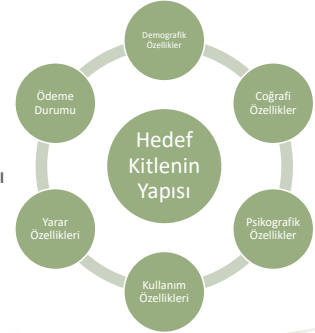 Demografik
Özellikler
Coğrafi
Özellikler
Psikografik
Özellikler
Kullanım
Özellikleri
Yarar
Özellikleri
Ödeme
Durumu
Hedef
Kitlenin
Yapısı